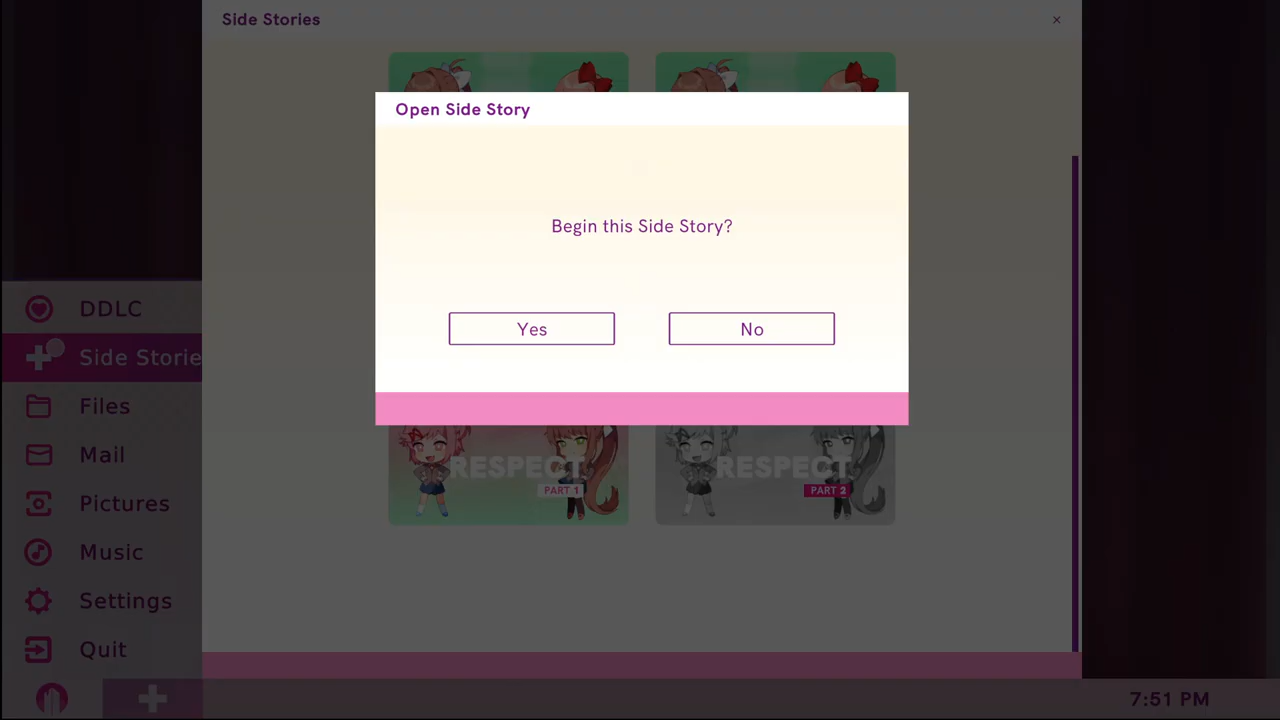 Side Stories
×
Open Side Story
Begin this Side Story?
Yes
No
DDLC
Side Storie
Files
Mail
Pictures
Music
Settings
Quit
RESPECT
PART 1
RESPECT
PART 2
7:51 PM